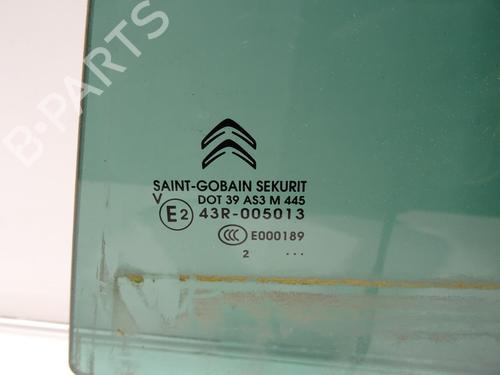 B-PARTS
SAINT-GOBAIN SEKURIT
V DOT 39 AS3 M 445
E2 43R-005013
CCC E000189
2 ...